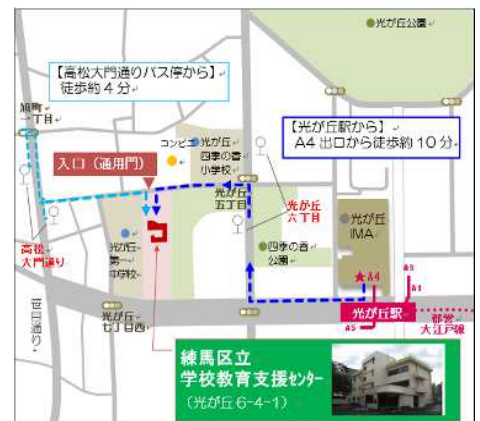 光が丘公園
【高松大門通りバス停から】
徒歩約4分
旭町
一丁目
【光が丘駅から】
A4出口から徒歩約10分
コンビニ
光が丘
四季の香
小学校
入口（通用門）
光が丘
五丁目
光が丘
六丁目
光が丘
IMA
高松
大門通り
光が丘
第一
中学校
四季の香
公園
★A4
A3
A1
笹目通り
光が丘
七丁目西
光が丘駅
A5
都営
大江戸線
練馬区立
学校教育支援センター
（光が丘6-4-1）